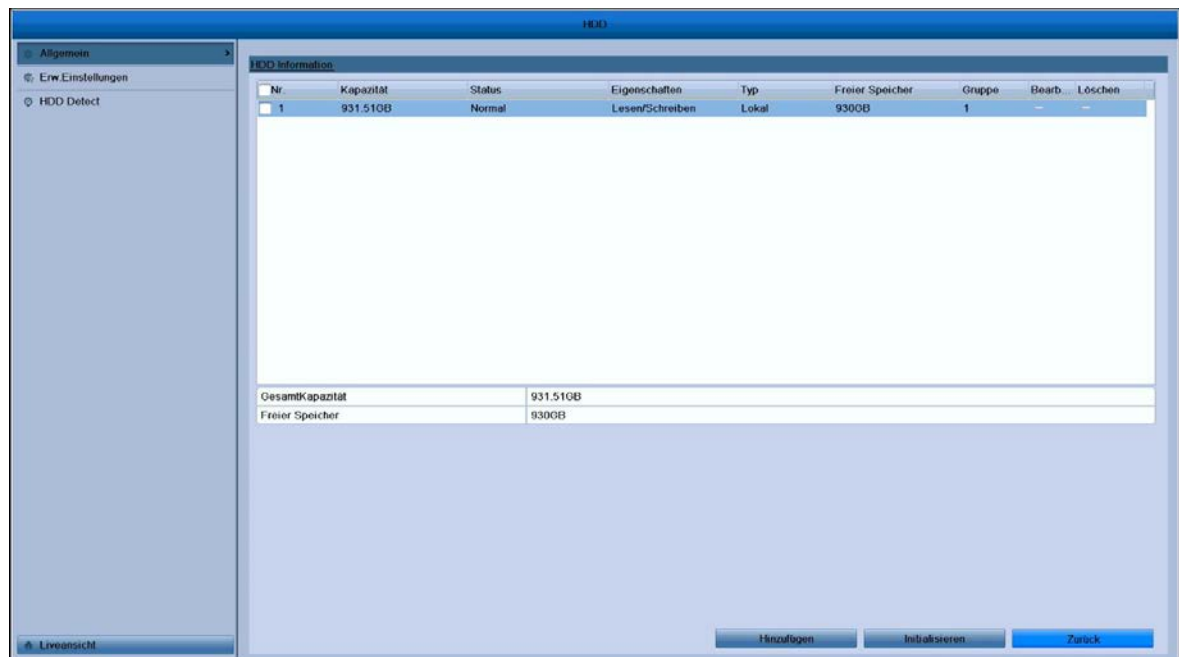 HDD
Allgemein
Erw.Einstellungen
HDD Detect
HDD Information
Nr. Kapazität Status Eigenschaften Typ Freier Speicher Gruppe Bearb... Löschen
1 931.51GB Normal Lesen/Schreiben Lokal 930GB 1 — —
GesamtKapazität 931.51GB
Freier Speicher 930GB
Liveansicht Hinzufügen Initialisieren Zurück